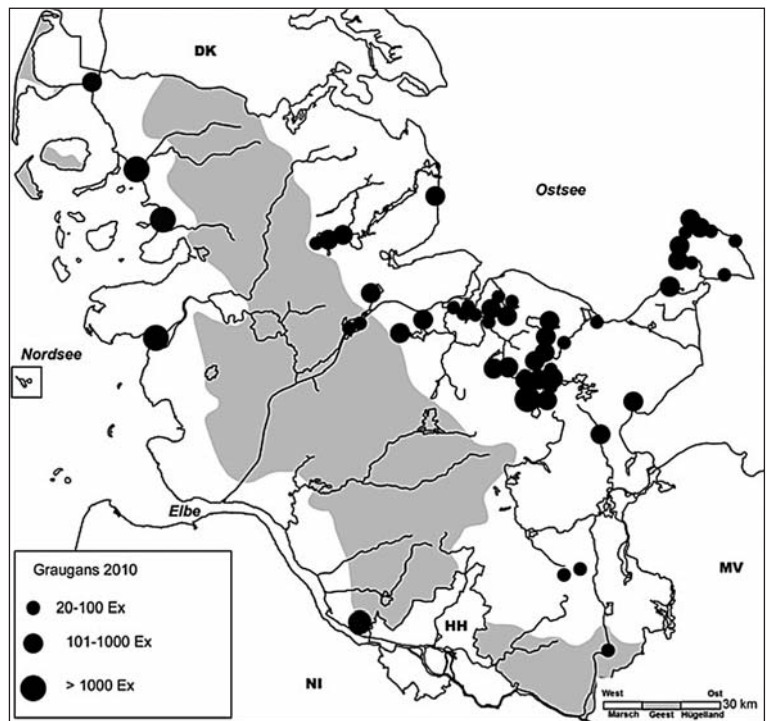 DK
Ostsee
Nordsee
Elbe
MV
HH
NI
Graugans 2010
20-100 Ex
101-1000 Ex
> 1000 Ex
West Ost
30 km
Marsch Geest Hügelland